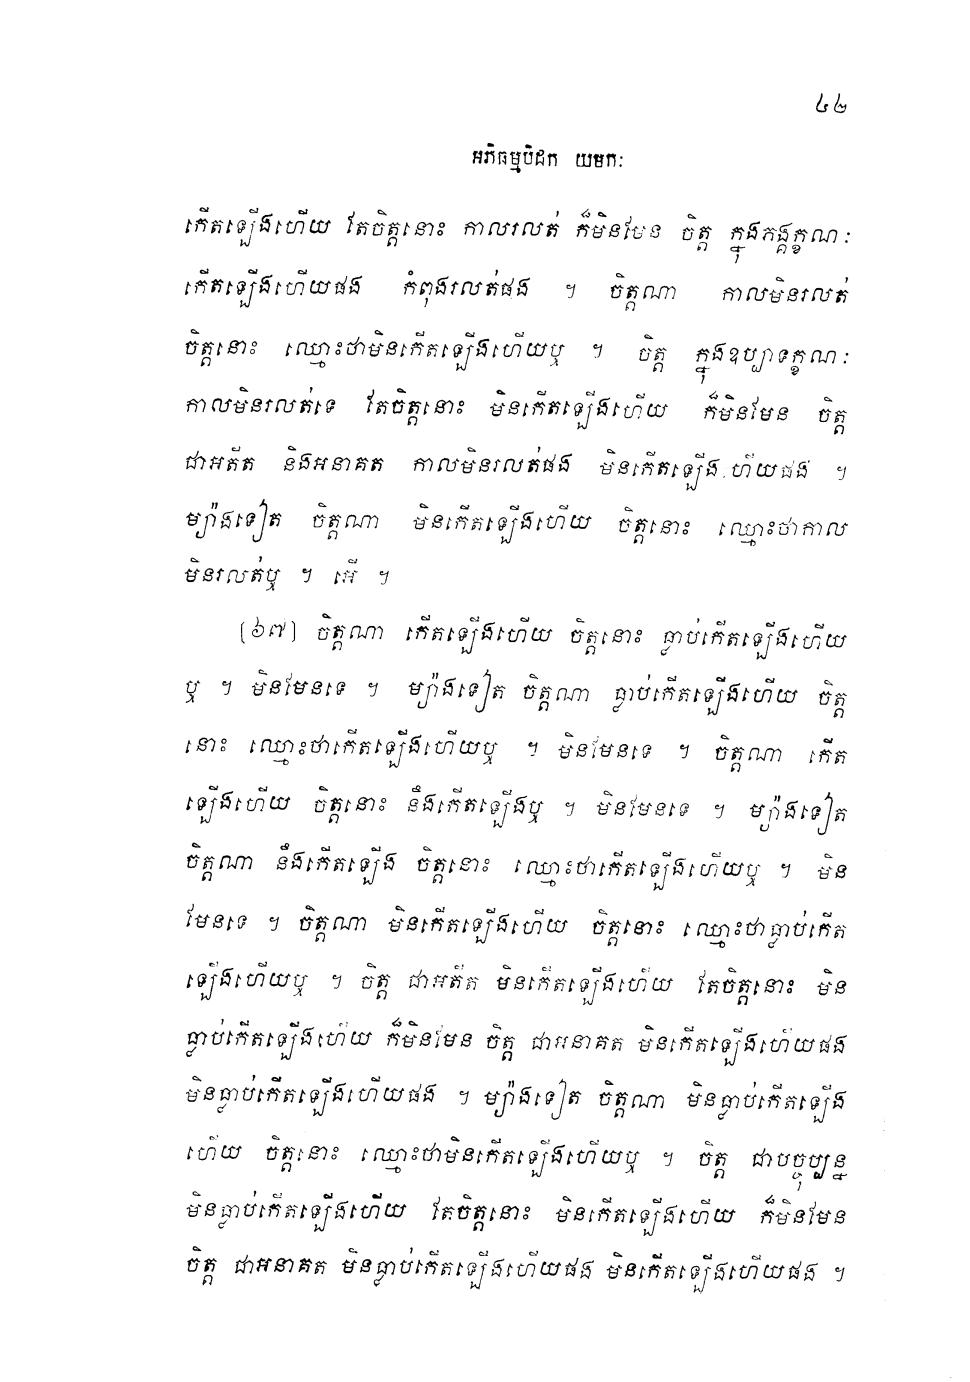 ៤២
អភិធម្មបិដក យមកៈ
កើតឡើងហើយ តែចិត្តនោះ កាលរលត់ ក៏មិនមែន ចិត្ត ក្នុងភង្គក្ខណៈ
កើតឡើងហើយផង កំពុងរលត់ផង ។ ចិត្តណា កាលមិនរលត់
ចិត្តនោះ ឈ្មោះថាមិនកើតឡើងហើយឬ ។ ចិត្ត ក្នុងឧប្បាទក្ខណៈ
កាលមិនរលត់ទេ តែចិត្តនោះ មិនកើតឡើងហើយ ក៏មិនមែន ចិត្ត
ជាអតីត និងអនាគត កាលមិនរលត់ផង មិនកើតឡើងហើយផង ។
ម្យ៉ាងទៀត ចិត្តណា មិនកើតឡើងហើយ ចិត្តនោះ ឈ្មោះថាកាល
មិនរលត់ឬ ។ អើ ។
(៦៧) ចិត្តណា កើតឡើងហើយ ចិត្តនោះ ធ្លាប់កើតឡើងហើយ
ឬ ។ មិនមែនទេ ។ ម្យ៉ាងទៀត ចិត្តណា ធ្លាប់កើតឡើងហើយ ចិត្ត
នោះ ឈ្មោះថាកើតឡើងហើយឬ ។ មិនមែនទេ ។ ចិត្តណា កើត
ឡើងហើយ ចិត្តនោះ នឹងកើតឡើងឬ ។ មិនមែនទេ ។ ម្យ៉ាងទៀត
ចិត្តណា នឹងកើតឡើង ចិត្តនោះ ឈ្មោះថាកើតឡើងហើយឬ ។ មិន
មែនទេ ។ ចិត្តណា មិនកើតឡើងហើយ ចិត្តនោះ ឈ្មោះថាធ្លាប់កើត
ឡើងហើយឬ ។ ចិត្ត ជាអតីត មិនកើតឡើងហើយ តែចិត្តនោះ មិន
ធ្លាប់កើតឡើងហើយ ក៏មិនមែន ចិត្ត ជាអនាគត មិនកើតឡើងហើយផង
មិនធ្លាប់កើតឡើងហើយផង ។ ម្យ៉ាងទៀត ចិត្តណា មិនធ្លាប់កើតឡើង
ហើយ ចិត្តនោះ ឈ្មោះថាមិនកើតឡើងហើយឬ ។ ចិត្ត ជាបច្ចុប្បន្ន
មិនធ្លាប់កើតឡើងហើយ តែចិត្តនោះ មិនកើតឡើងហើយ ក៏មិនមែន
ចិត្ត ជាអនាគត មិនធ្លាប់កើតឡើងហើយផង មិនកើតឡើងហើយផង ។